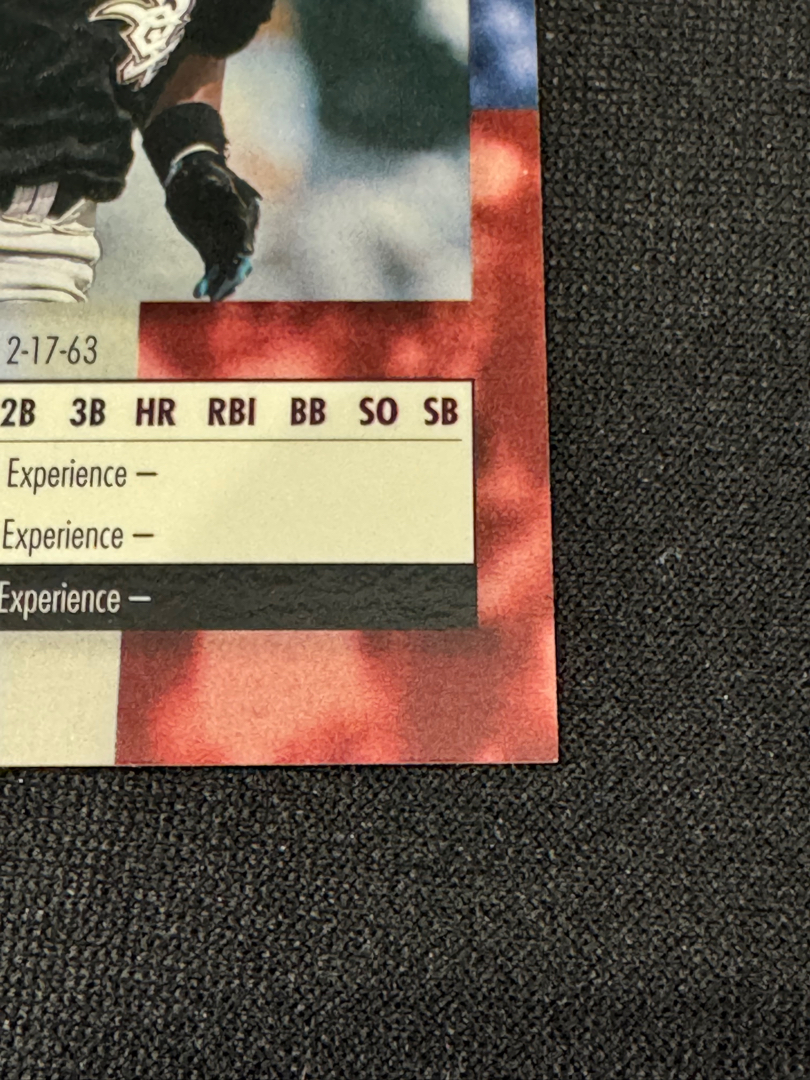 2-17-63
2B 3B HR RBI BB SO SB
Experience –
Experience –
Experience –